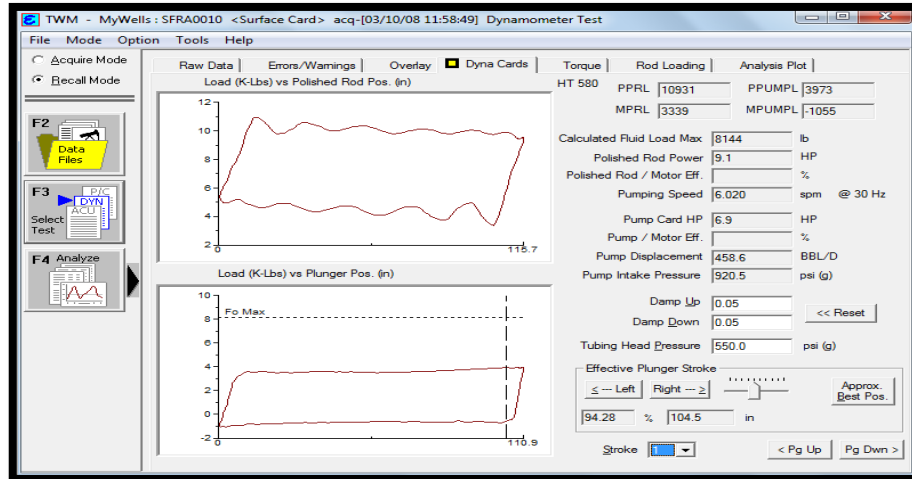 TWM - MyWells : SFRA0010 <Surface Card> acq-[03/10/08 11:58:49] Dynamometer Test
File Mode Option Tools Help
Acquire Mode
Recall Mode
F2
Data
Files
F3
P/C
DYN
ACU
Select
Test
F4 Analyze
Raw Data Errors/Warnings Overlay Dyna Cards Torque Rod Loading Analysis Plot
Load (K-Lbs) vs Polished Rod Pos. (in)
12
10
8
6
4
2
0 115.7
Load (K-Lbs) vs Plunger Pos. (in)
10
Fo Max
8
6
4
2
0
-2
0 110.9
HT 580 PPRL 10931 PPUMPL 3973
MPRL 3339 MPUMPL -1055
Calculated Fluid Load Max 8144 lb
Polished Rod Power 9.1 HP
Polished Rod / Motor Eff. %
Pumping Speed 6.020 spm @ 30 Hz
Pump Card HP 6.9 HP
Pump / Motor Eff. %
Pump Displacement 458.6 BBL/D
Pump Intake Pressure 920.5 psi (g)
Damp Up 0.05
Damp Down 0.05
<< Reset
Tubing Head Pressure 550.0 psi (g)
Effective Plunger Stroke
< --- Left Right --- >
Approx.
Best Pos.
94.28 % 104.5 in
Stroke 1 < Pg Up Pg Dwn >